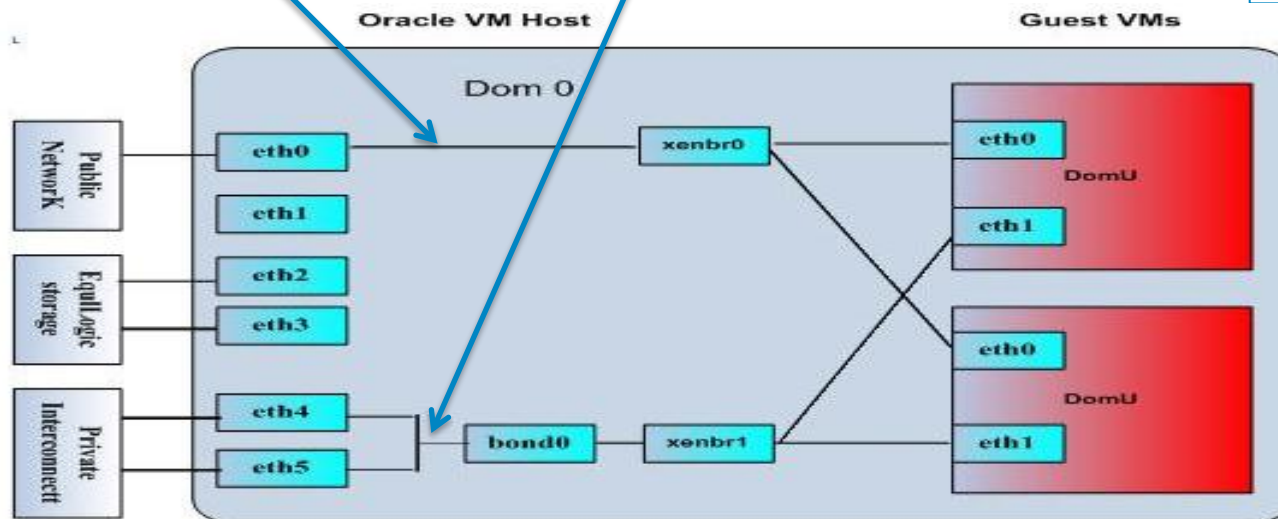 Oracle VM Host
Guest VMs
Dom 0
Public
NetworK
eth0
xenbr0
eth0
DomU
eth1
eth1
EqulLogic
storage
eth2
eth3
eth0
DomU
Private
Interconnectt
eth4
bond0
xenbr1
eth1
eth5